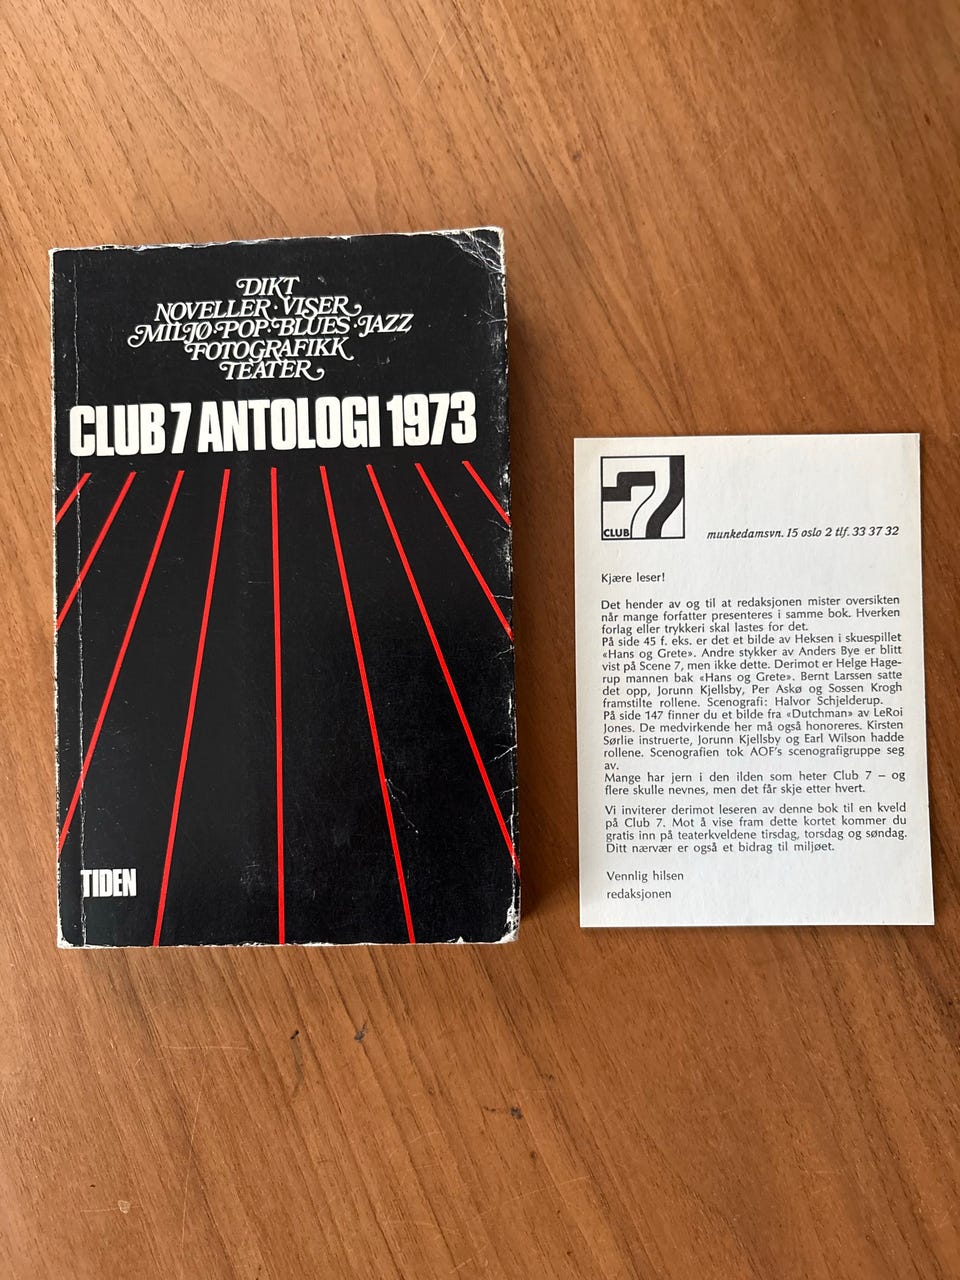 DIKT
NOVELLER · VISER
MILJØ · POP · BLUES · JAZZ
FOTOGRAFIKK
TEATER
CLUB 7 ANTOLOGI 1973
TIDEN
7
CLUB
munkedamsvn. 15 oslo 2 tlf. 33 37 32
Kjære leser!
Det hender av og til at redaksjonen mister oversikten
når mange forfatter presenteres i samme bok. Hverken
forlag eller trykkeri skal lastes for det.
På side 45 f. eks. er det et bilde av Heksen i skuespillet
«Hans og Grete». Andre stykker av Anders Bye er blitt
vist på Scene 7, men ikke dette. Derimot er Helge Hage-
rup mannen bak «Hans og Grete». Bernt Larssen satte
det opp, Jorunn Kjellsby, Per Askø og Sossen Krogh
framstilte rollene. Scenografi: Halvor Schjelderup.
På side 147 finner du et bilde fra «Dutchman» av LeRoi
Jones. De medvirkende her må også honoreres. Kirsten
Sørlie instruerte, Jorunn Kjellsby og Earl Wilson hadde
rollene. Scenografien tok AOF's scenografigruppe seg
av.
Mange har jern i den ilden som heter Club 7 – og
flere skulle nevnes, men det får skje etter hvert.
Vi inviterer derimot leseren av denne bok til en kveld
på Club 7. Mot å vise fram dette kortet kommer du
gratis inn på teaterkveldene tirsdag, torsdag og søndag.
Ditt nærvær er også et bidrag til miljøet.
Vennlig hilsen
redaksjonen